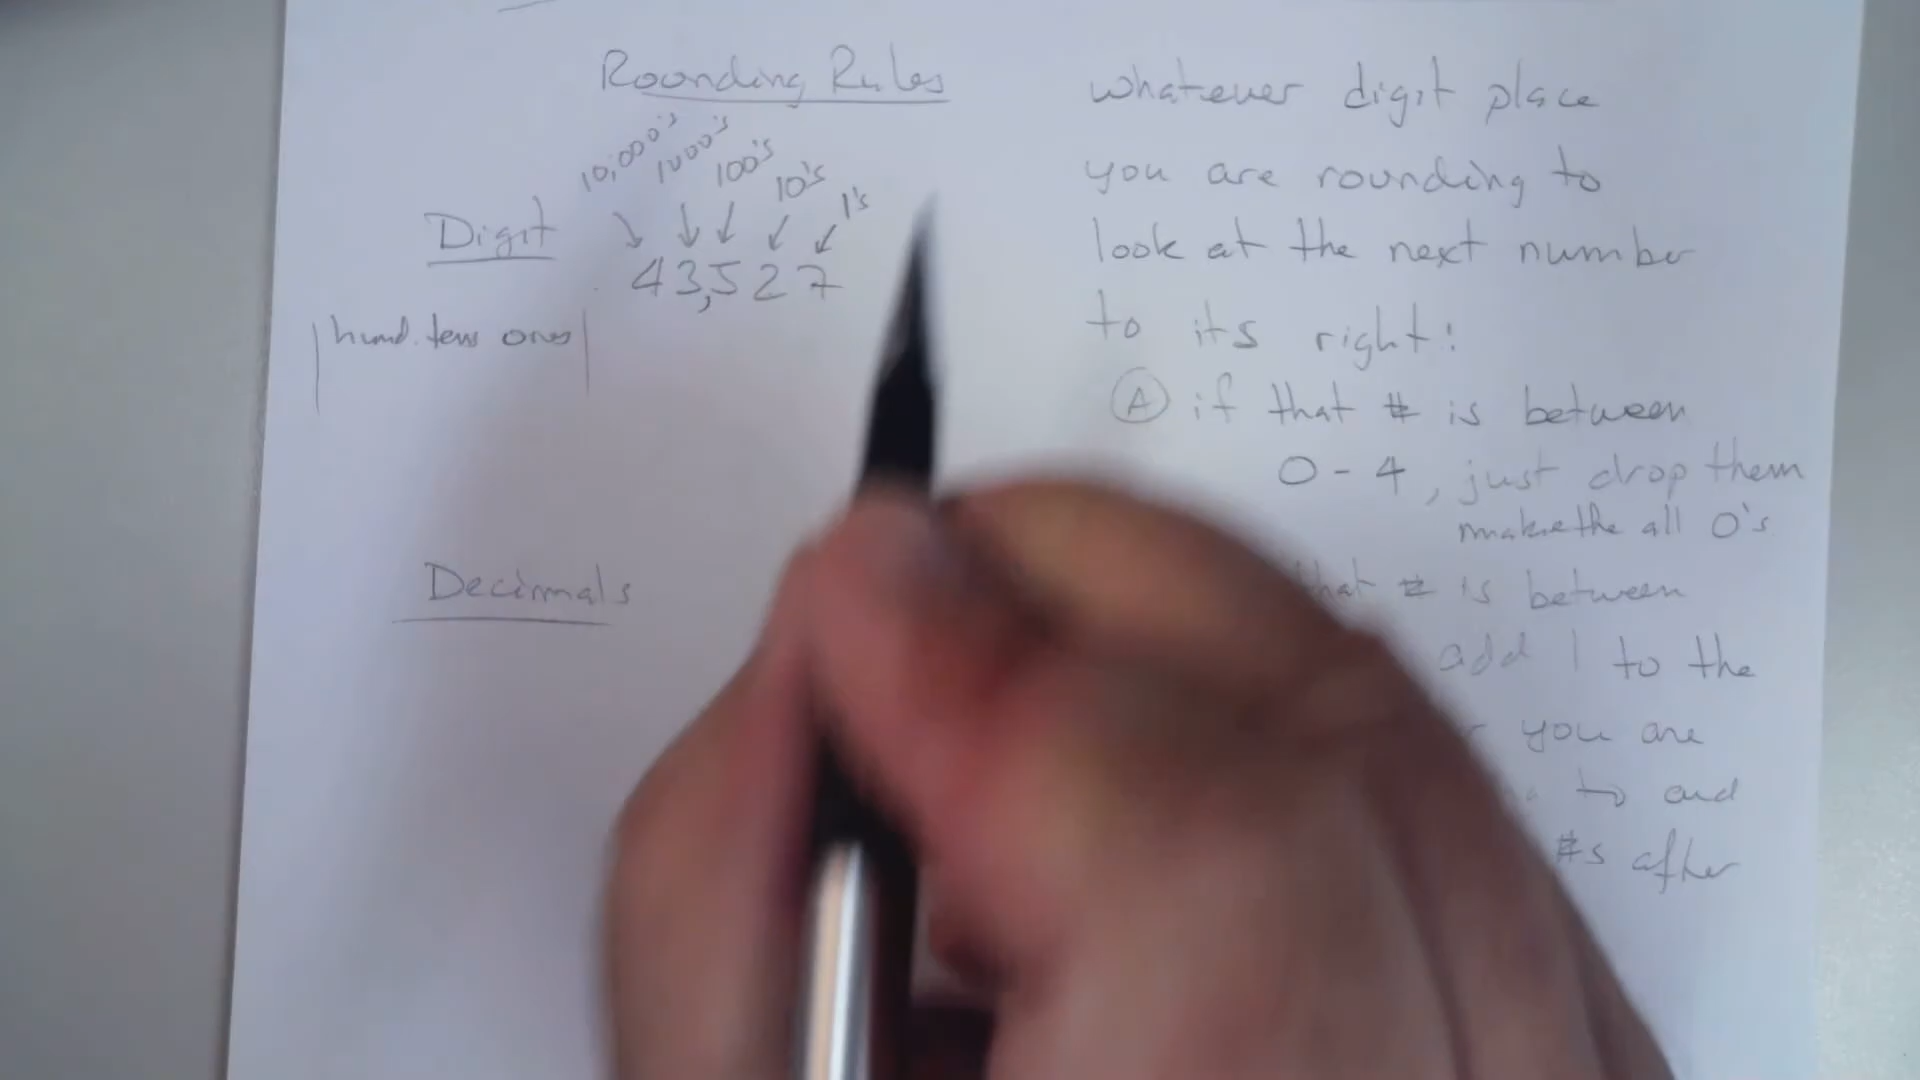 Rounding Rules
10,000's 1000's 100's 10's 1's
Digit
43,527
hund. tens ones
Decimals
whatever digit place
you are rounding to
look at the next number
to its right:
A if that # is between
0-4, just drop them
make the all 0's
that # is between
add 1 to the
you are
to and
#s after